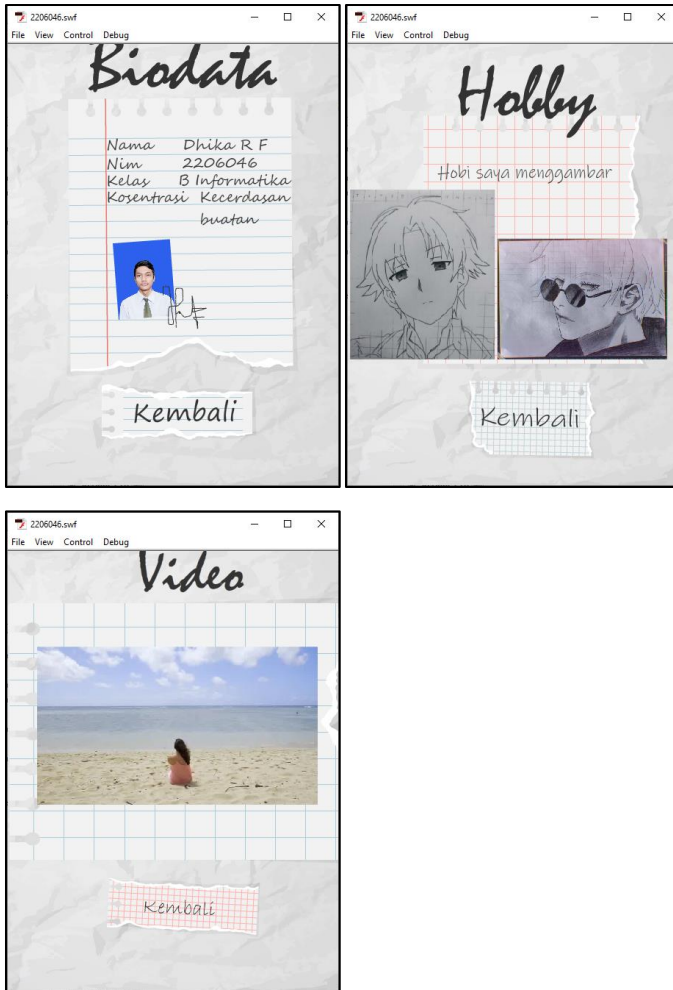 2206046.swf
File View Control Debug
Biodata
Nama Dhika R F
Nim 2206046
Kelas B Informatika
Kosentrasi Kecerdasan
buatan
Kembali
2206046.swf
File View Control Debug
Hobby
Hobi saya menggambar
Kembali
2206046.swf
File View Control Debug
Video
Kembali